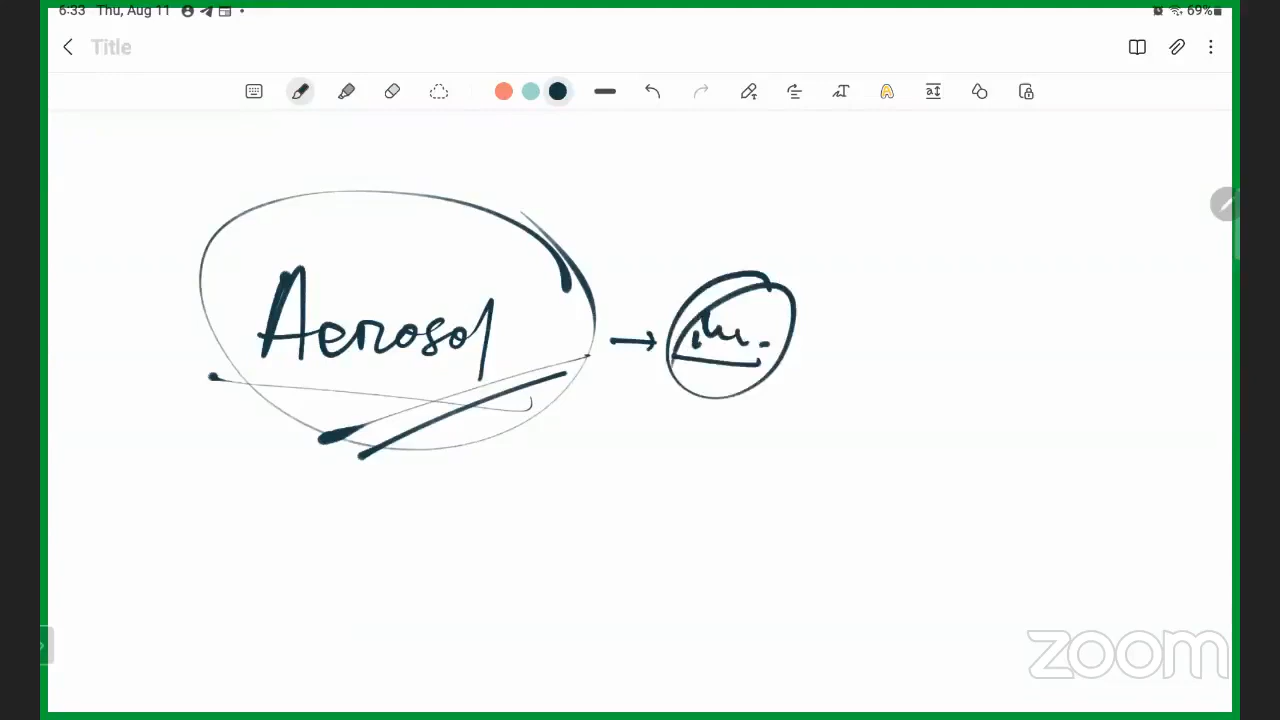 6:33 Thu, Aug 11
69%
Title
Aerosol →
zoom